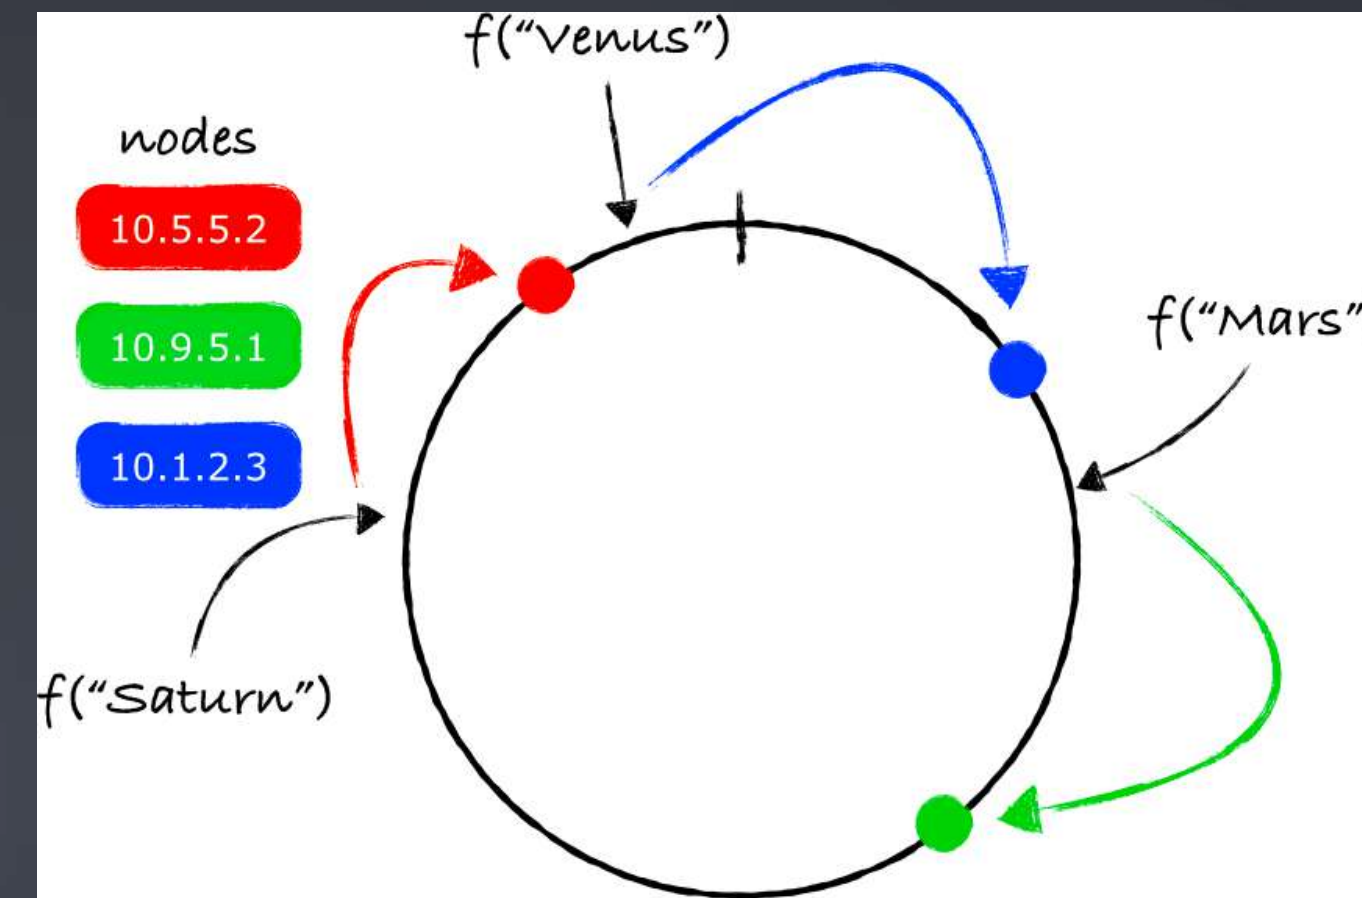 f("Venus")
nodes
10.5.5.2
10.9.5.1
10.1.2.3
f("Mars"
f("Saturn")